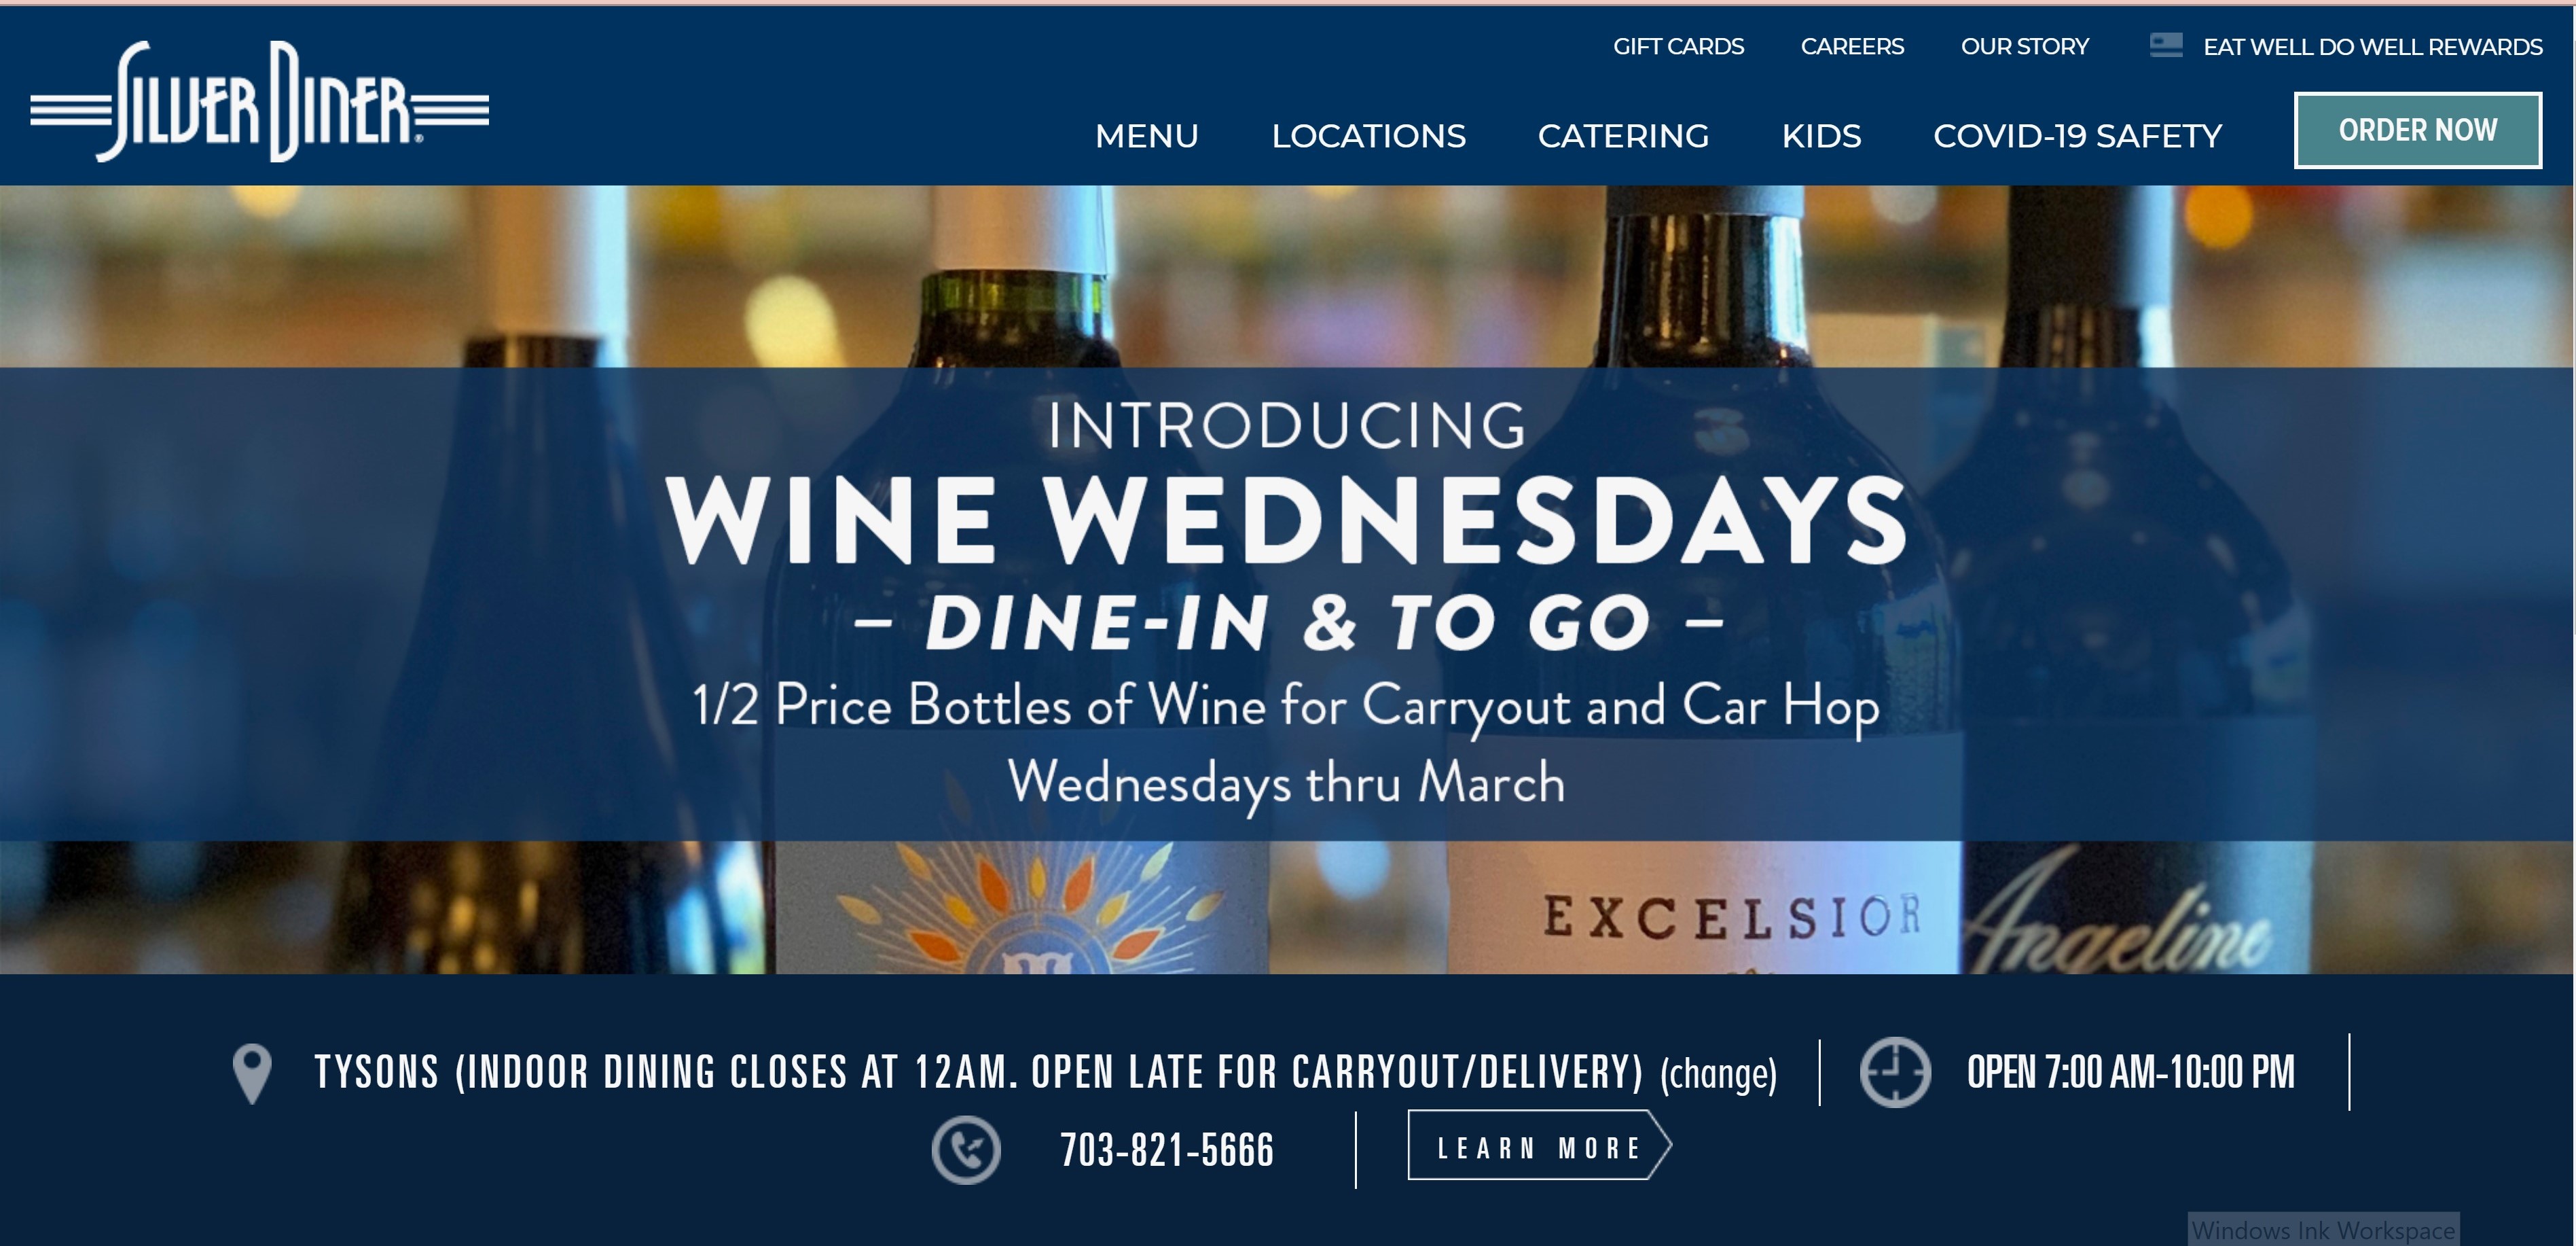 SILVER DINER®
GIFT CARDS CAREERS OUR STORY EAT WELL DO WELL REWARDS
MENU LOCATIONS CATERING KIDS COVID-19 SAFETY ORDER NOW
INTRODUCING
WINE WEDNESDAYS
– DINE-IN & TO GO –
1/2 Price Bottles of Wine for Carryout and Car Hop
Wednesdays thru March
EXCELSIOR
Angeline
TYSONS (INDOOR DINING CLOSES AT 12AM. OPEN LATE FOR CARRYOUT/DELIVERY) (change) OPEN 7:00 AM-10:00 PM
703-821-5666 LEARN MORE
Windows Ink Workspace